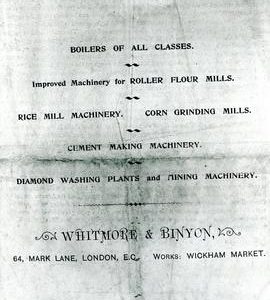 BOILERS OF ALL CLASSES.
Improved Machinery for ROLLER FLOUR MILLS.
RICE MILL MACHINERY. CORN GRINDING MILLS.
CEMENT MAKING MACHINERY.
DIAMOND WASHING PLANTS and MINING MACHINERY.
WHITMORE & BINYON,
64, MARK LANE, LONDON, E.C. WORKS: WICKHAM MARKET.